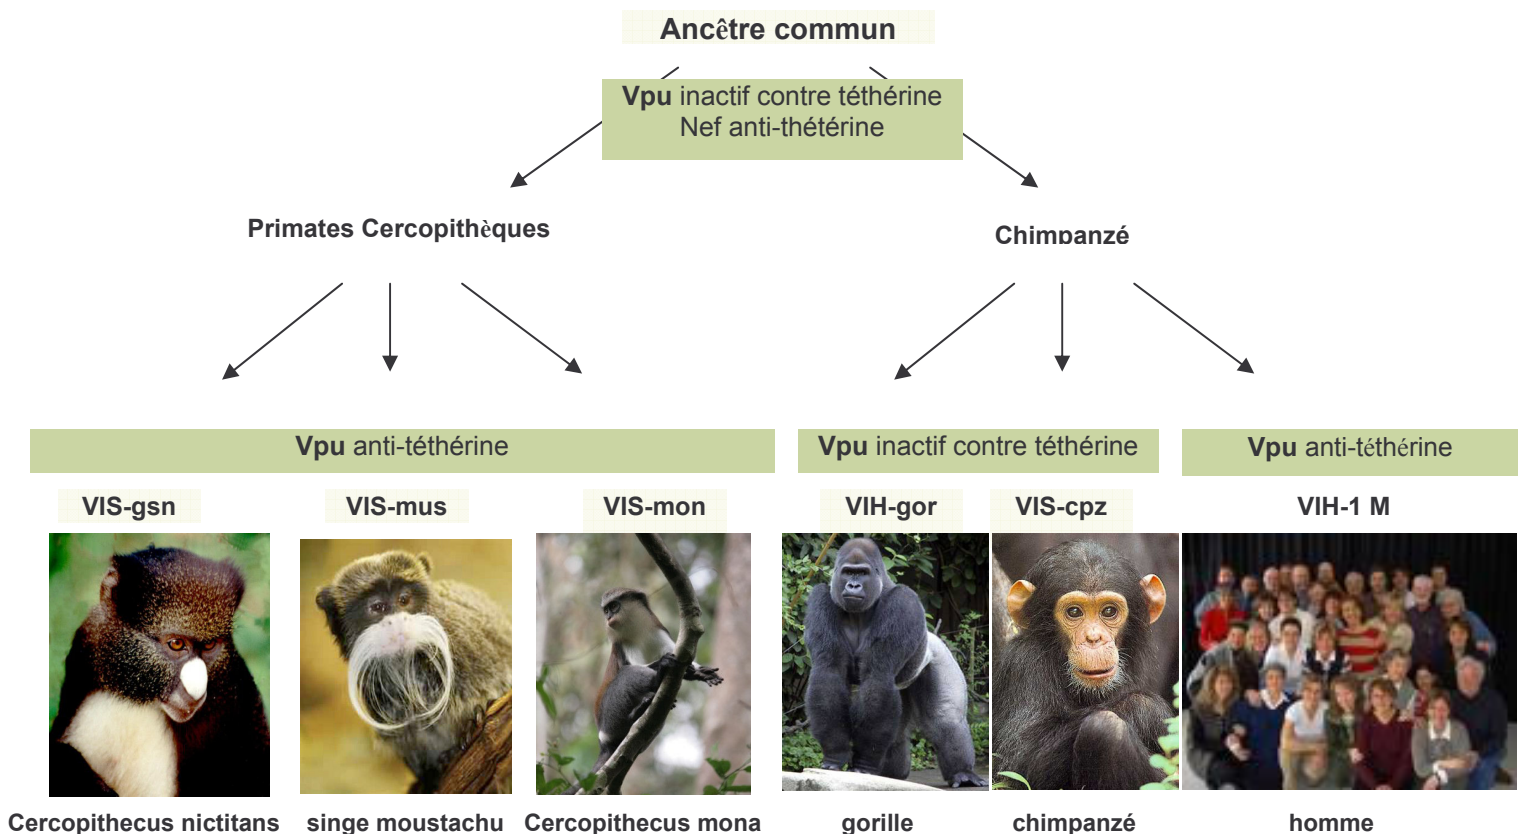 Ancêtre commun
Vpu inactif contre téthérine
Nef anti-thétérine
Primates Cercopithèques
Chimpanzé
Vpu anti-téthérine
Vpu inactif contre téthérine
Vpu anti-téthérine
VIS-gsn
VIS-mus
VIS-mon
VIH-gor
VIS-cpz
VIH-1 M
Cercopithecus nictitans
singe moustachu
Cercopithecus mona
gorille
chimpanzé
homme